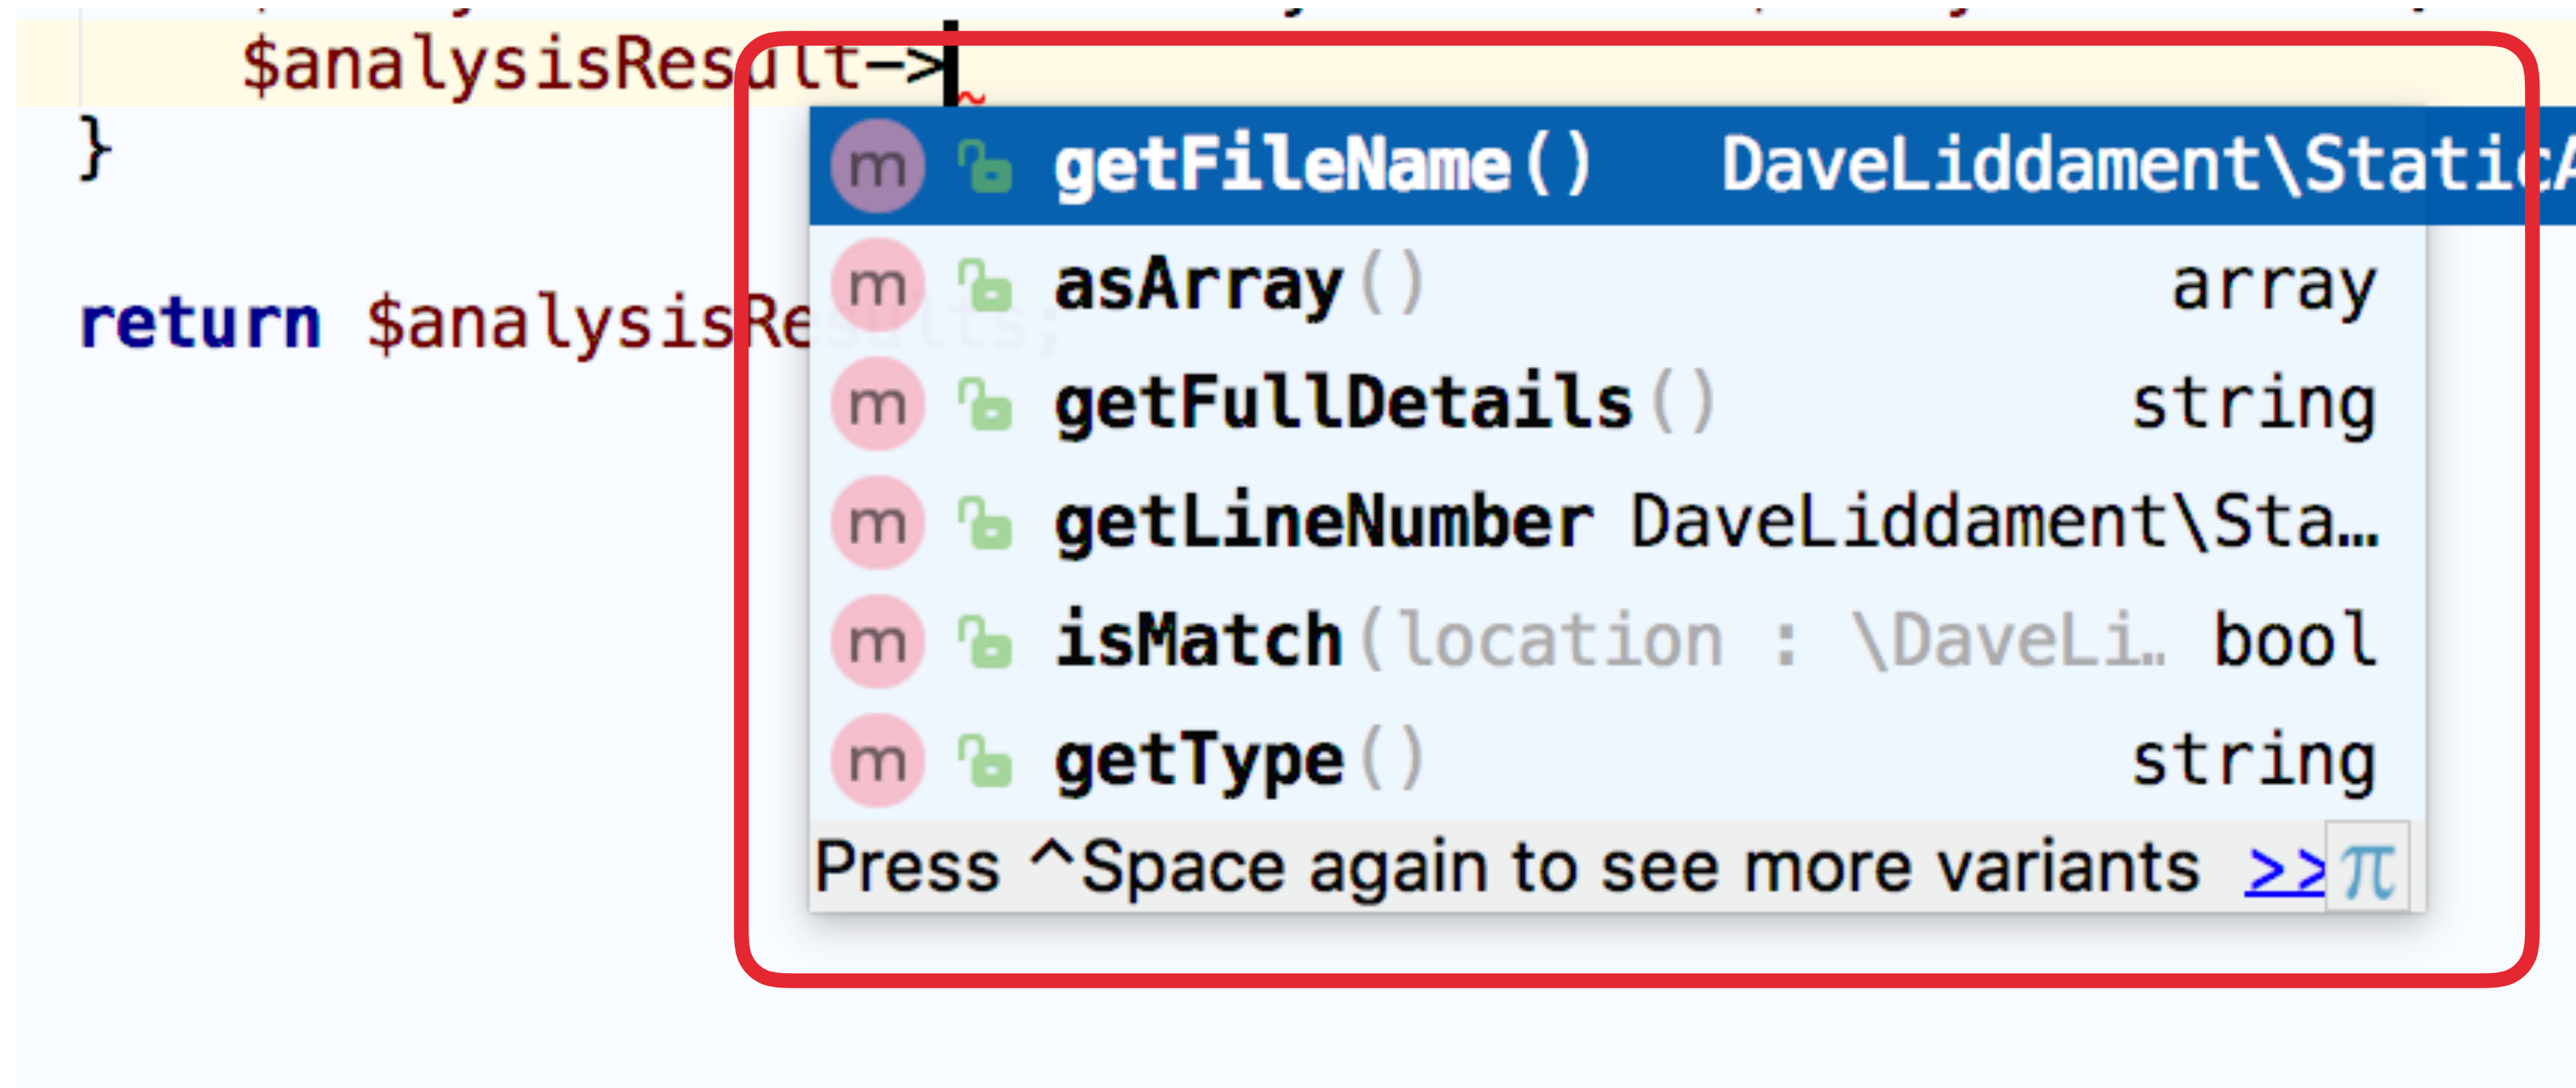 $analysisResult->
}
m getFileName() DaveLiddament\Static
m asArray() array
return $analysisResults;
m getFullDetails() string
m getLineNumber DaveLiddament\Sta…
m isMatch(location : \DaveLi… bool
m getType() string
Press ^Space again to see more variants >> π